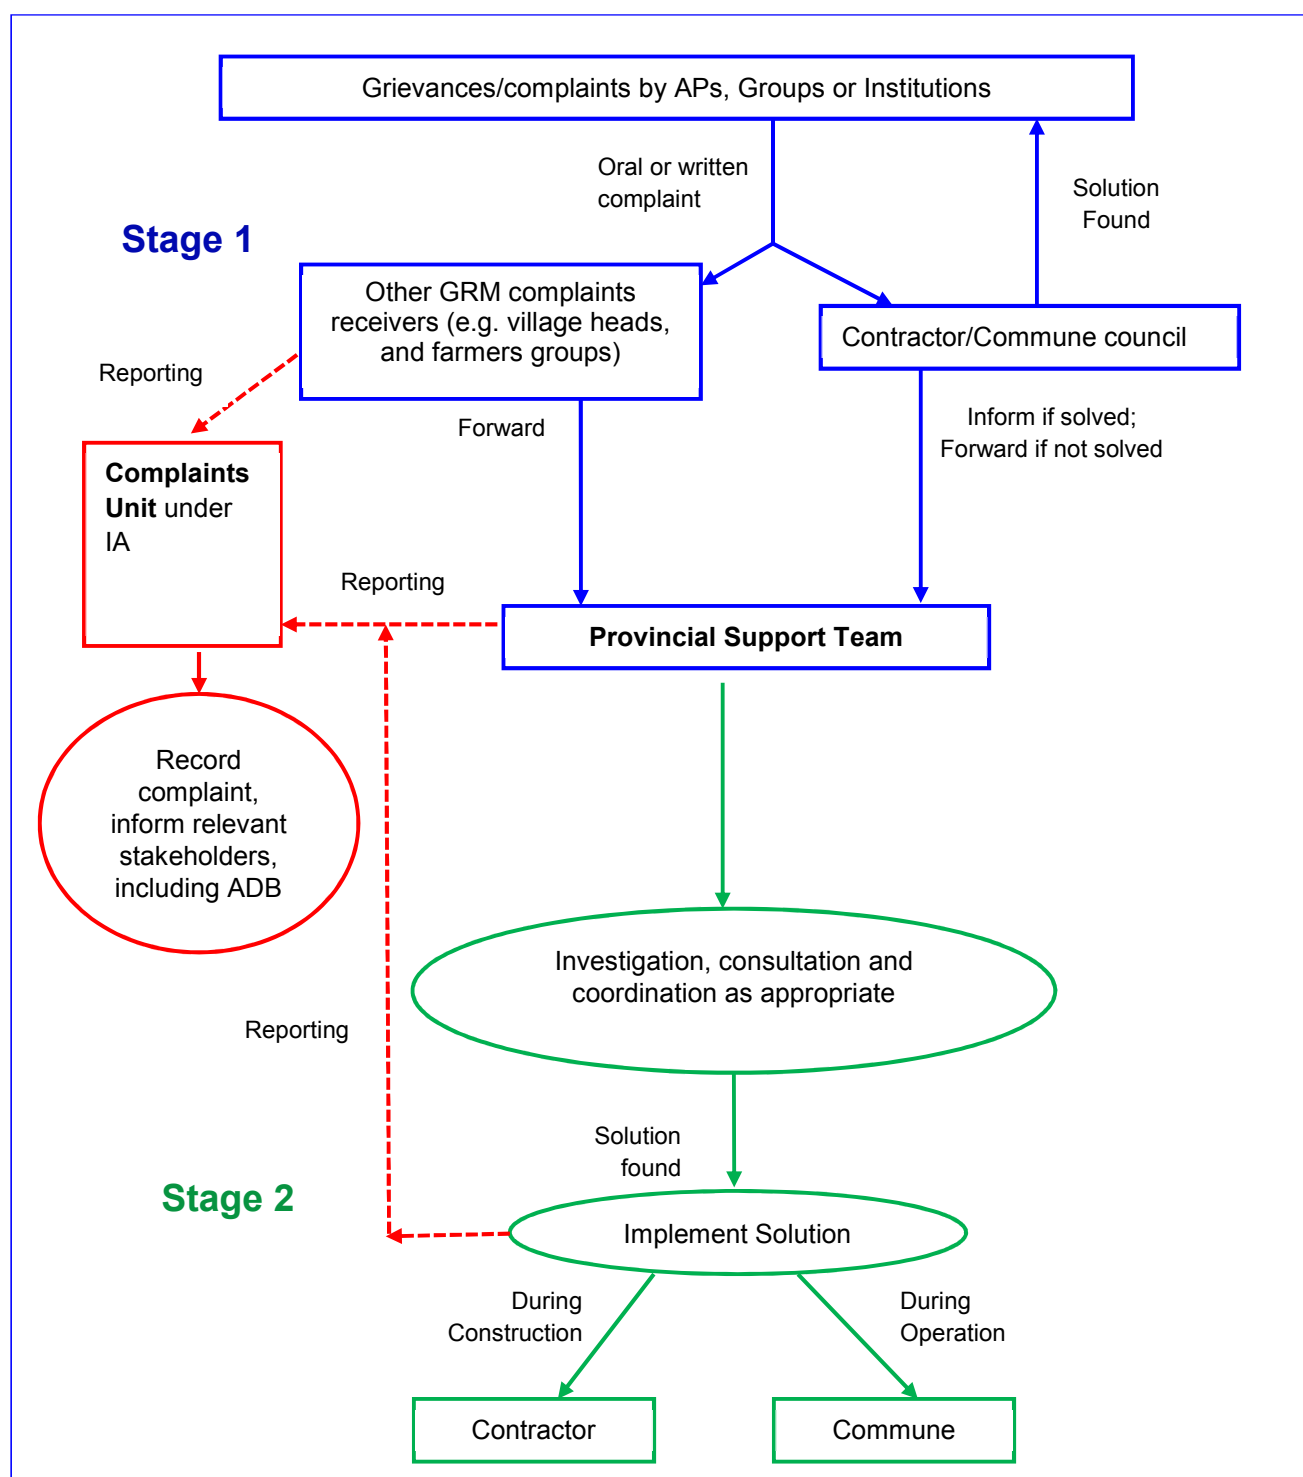 Grievances/complaints by APs, Groups or Institutions
Oral or written
complaint
Solution
Found
Stage 1
Other GRM complaints
receivers (e.g. village heads,
and farmers groups)
Contractor/Commune council
Reporting
Forward
Inform if solved;
Forward if not solved
Complaints
Unit under
IA
Reporting
Provincial Support Team
Record
complaint,
inform relevant
stakeholders,
including ADB
Investigation, consultation and
coordination as appropriate
Reporting
Solution
found
Stage 2
Implement Solution
During
Construction
During
Operation
Contractor
Commune